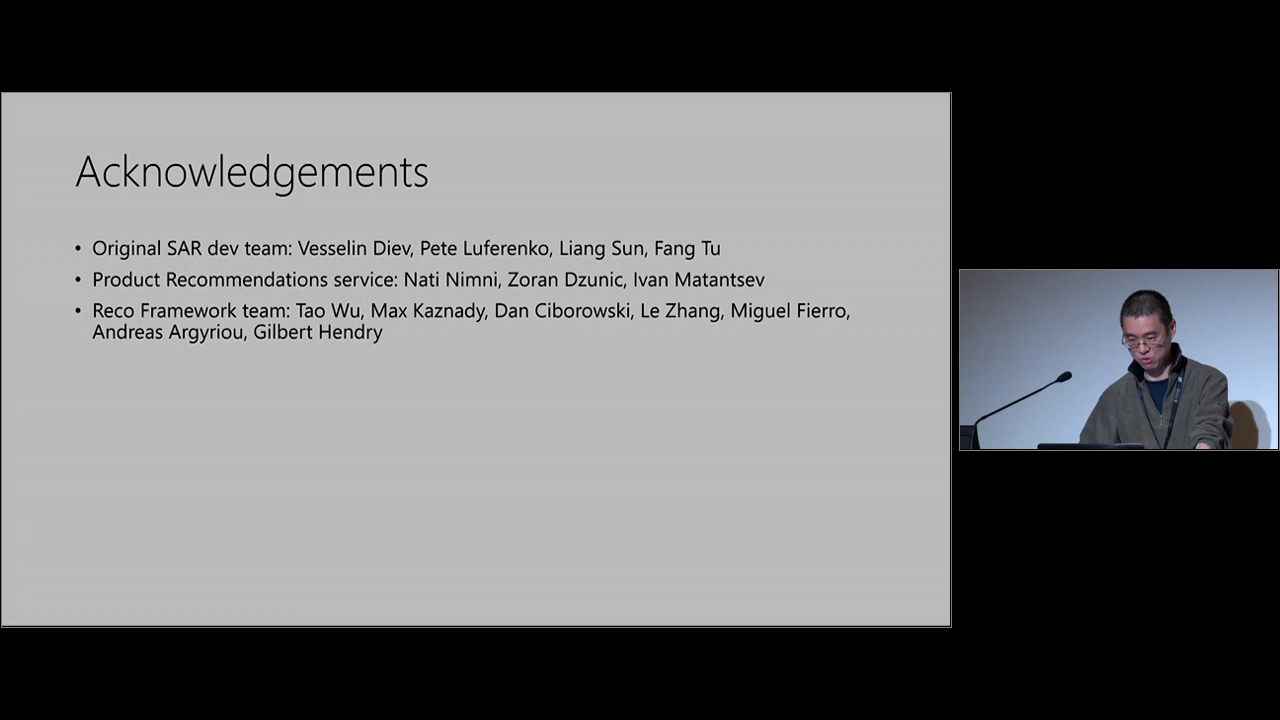 Acknowledgements
• Original SAR dev team: Vesselin Diev, Pete Luferenko, Liang Sun, Fang Tu
• Product Recommendations service: Nati Nimni, Zoran Dzunic, Ivan Matantsev
• Reco Framework team: Tao Wu, Max Kaznady, Dan Ciborowski, Le Zhang, Miguel Fierro,
Andreas Argyriou, Gilbert Hendry